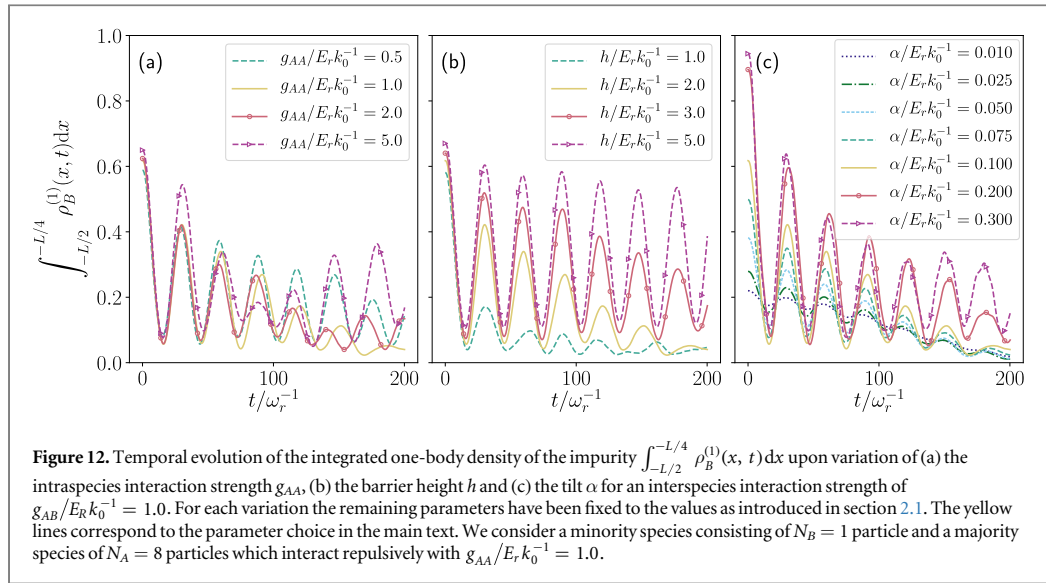 ∫_{-L/2}^{-L/4} ρ_B^{(1)}(x, t)dx
1.0
0.8
0.6
0.4
0.2
0.0
(a)
g_{AA}/E_r k_0^{-1} = 0.5
g_{AA}/E_r k_0^{-1} = 1.0
g_{AA}/E_r k_0^{-1} = 2.0
g_{AA}/E_r k_0^{-1} = 5.0
0 100 200
t/ω_r^{-1}
(b)
h/E_r k_0^{-1} = 1.0
h/E_r k_0^{-1} = 2.0
h/E_r k_0^{-1} = 3.0
h/E_r k_0^{-1} = 5.0
0 100 200
t/ω_r^{-1}
(c)
α/E_r k_0^{-1} = 0.010
α/E_r k_0^{-1} = 0.025
α/E_r k_0^{-1} = 0.050
α/E_r k_0^{-1} = 0.075
α/E_r k_0^{-1} = 0.100
α/E_r k_0^{-1} = 0.200
α/E_r k_0^{-1} = 0.300
0 100 200
t/ω_r^{-1}
Figure 12. Temporal evolution of the integrated one-body density of the impurity ∫_{-L/2}^{-L/4} ρ_B^{(1)}(x, t) dx upon variation of (a) the
intraspecies interaction strength g_{AA}, (b) the barrier height h and (c) the tilt α for an interspecies interaction strength of
g_{AB}/E_R k_0^{-1} = 1.0. For each variation the remaining parameters have been fixed to the values as introduced in section 2.1. The yellow
lines correspond to the parameter choice in the main text. We consider a minority species consisting of N_B = 1 particle and a majority
species of N_A = 8 particles which interact repulsively with g_{AA}/E_r k_0^{-1} = 1.0.